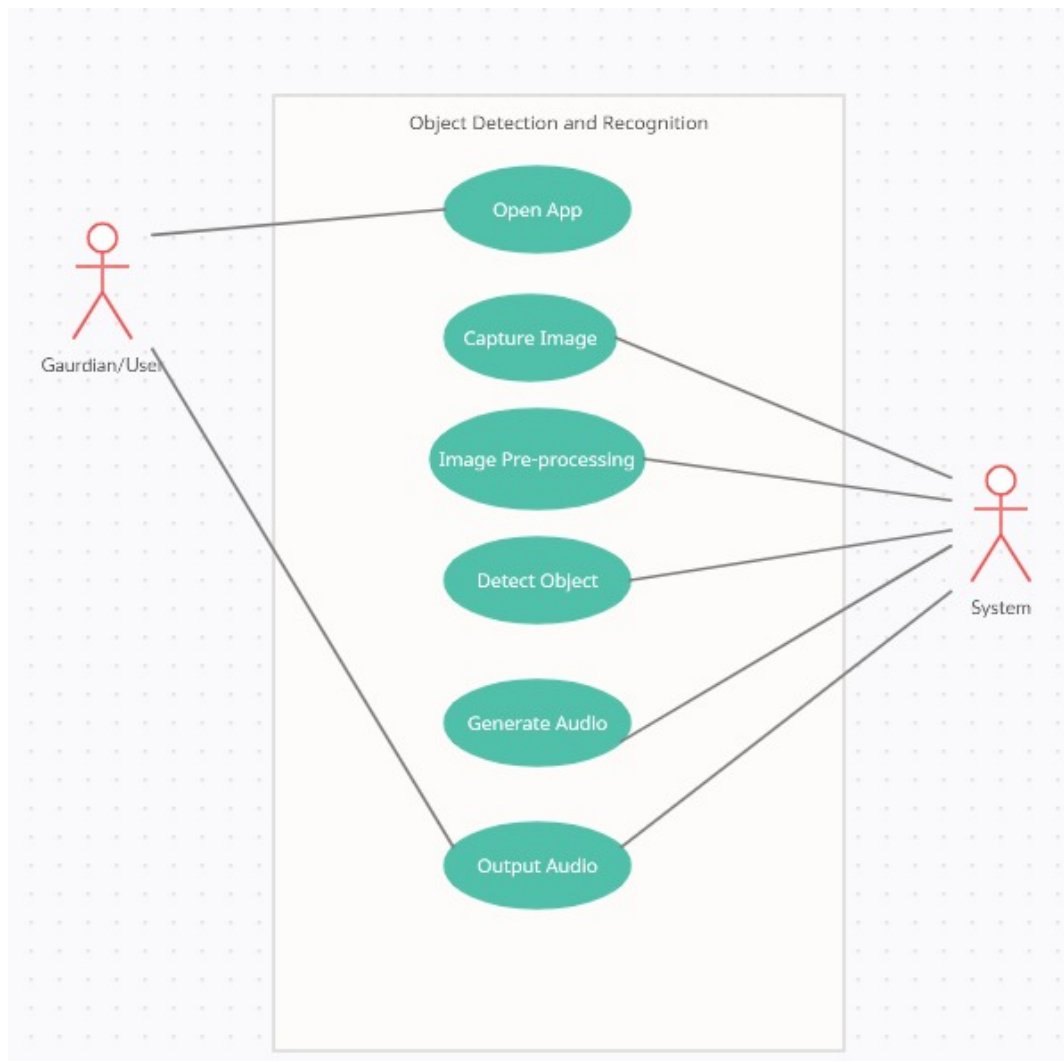 Object Detection and Recognition
Open App
Gaurdian/User
Capture Image
Image Pre-processing
Detect Object
System
Generate Audio
Output Audio